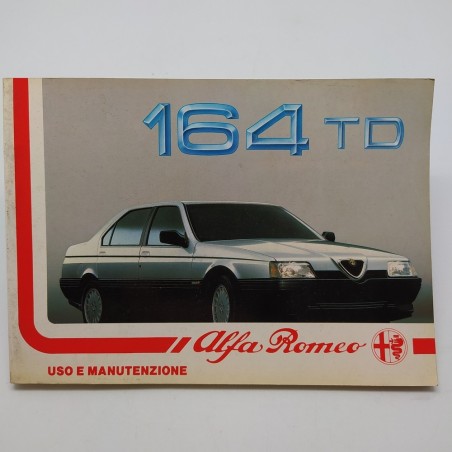 164 TD
Alfa Romeo
USO E MANUTENZIONE